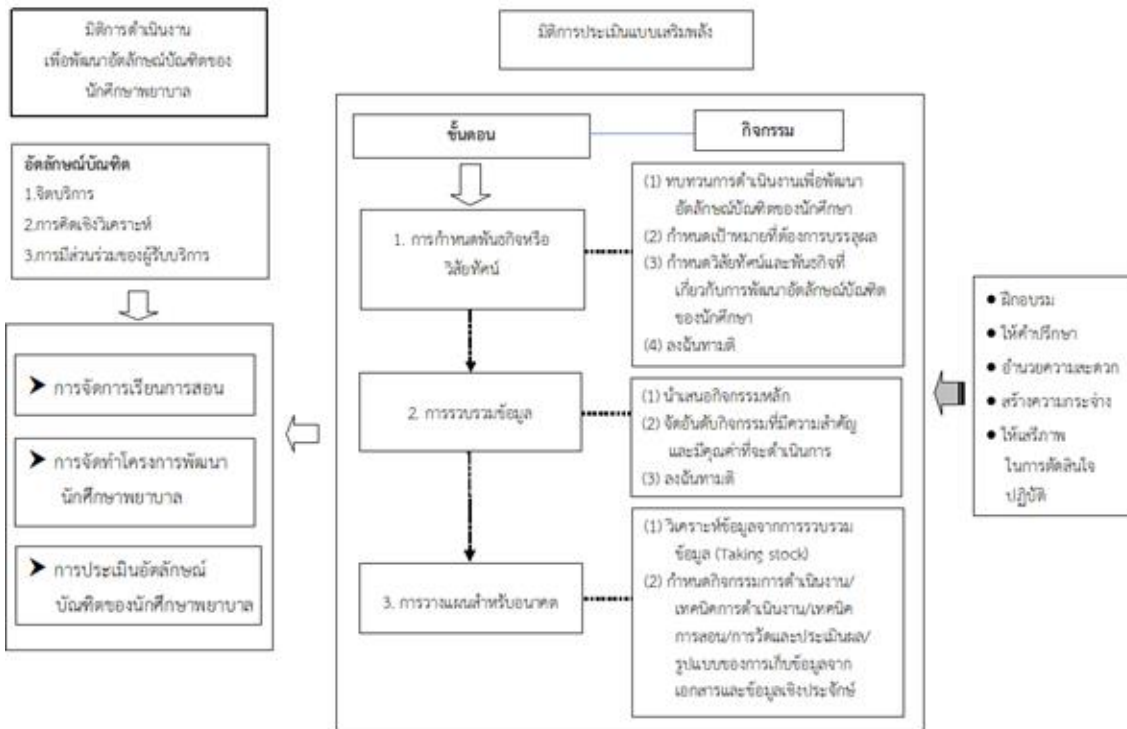 มิติการดำเนินงาน
เพื่อพัฒนาอัตลักษณ์บัณฑิตของ
นักศึกษาพยาบาล
มิติการประเมินแบบเสริมพลัง
อัตลักษณ์บัณฑิต
1.จิตบริการ
2.การคิดเชิงวิเคราะห์
3.การมีส่วนร่วมของผู้รับบริการ
➤ การจัดการเรียนการสอน
➤ การจัดทำโครงการพัฒนา
นักศึกษาพยาบาล
➤ การประเมินอัตลักษณ์
บัณฑิตของนักศึกษาพยาบาล
ขั้นตอน
กิจกรรม
1. การกำหนดพันธกิจหรือ
วิสัยทัศน์
(1) ทบทวนการดำเนินงานเพื่อพัฒนา
อัตลักษณ์บัณฑิตของนักศึกษา
(2) กำหนดเป้าหมายที่ต้องการบรรลุผล
(3) กำหนดวิสัยทัศน์และพันธกิจที่
เกี่ยวกับการพัฒนาอัตลักษณ์บัณฑิต
ของนักศึกษา
(4) ลงฉันทามติ
2. การรวบรวมข้อมูล
(1) นำเสนอกิจกรรมหลัก
(2) จัดอันดับกิจกรรมที่มีความสำคัญ
และมีคุณค่าที่จะดำเนินการ
(3) ลงฉันทามติ
3. การวางแผนสำหรับอนาคต
(1) วิเคราะห์ข้อมูลจากการรวบรวม
ข้อมูล (Taking stock)
(2) กำหนดกิจกรรมการดำเนินงาน/
เทคนิคการดำเนินงาน/เทคนิค
การสอน/การวัดและประเมินผล/
รูปแบบของการเก็บข้อมูลจาก
เอกสารและข้อมูลเชิงประจักษ์
● ฝึกอบรม
● ให้คำปรึกษา
● อำนวยความสะดวก
● สร้างความกระจ่าง
● ให้เสรีภาพ
ในการตัดสินใจ
ปฏิบัติ